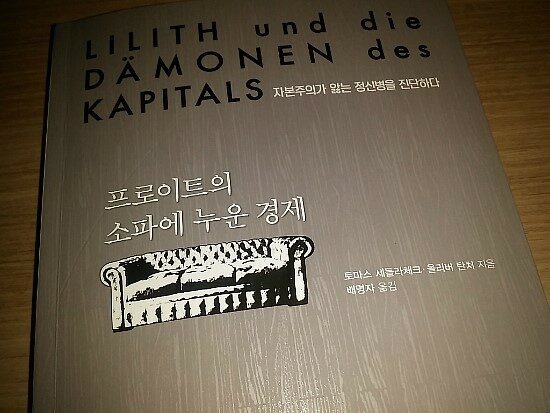 LILITH und die
DÄMONEN des
KAPITALS 자본주의가 앓는 정신병을 진단하다
프로이트의
소파에 누운 경제
토마스 세들라체크·올리버 탄처 지음
배명자 옮김